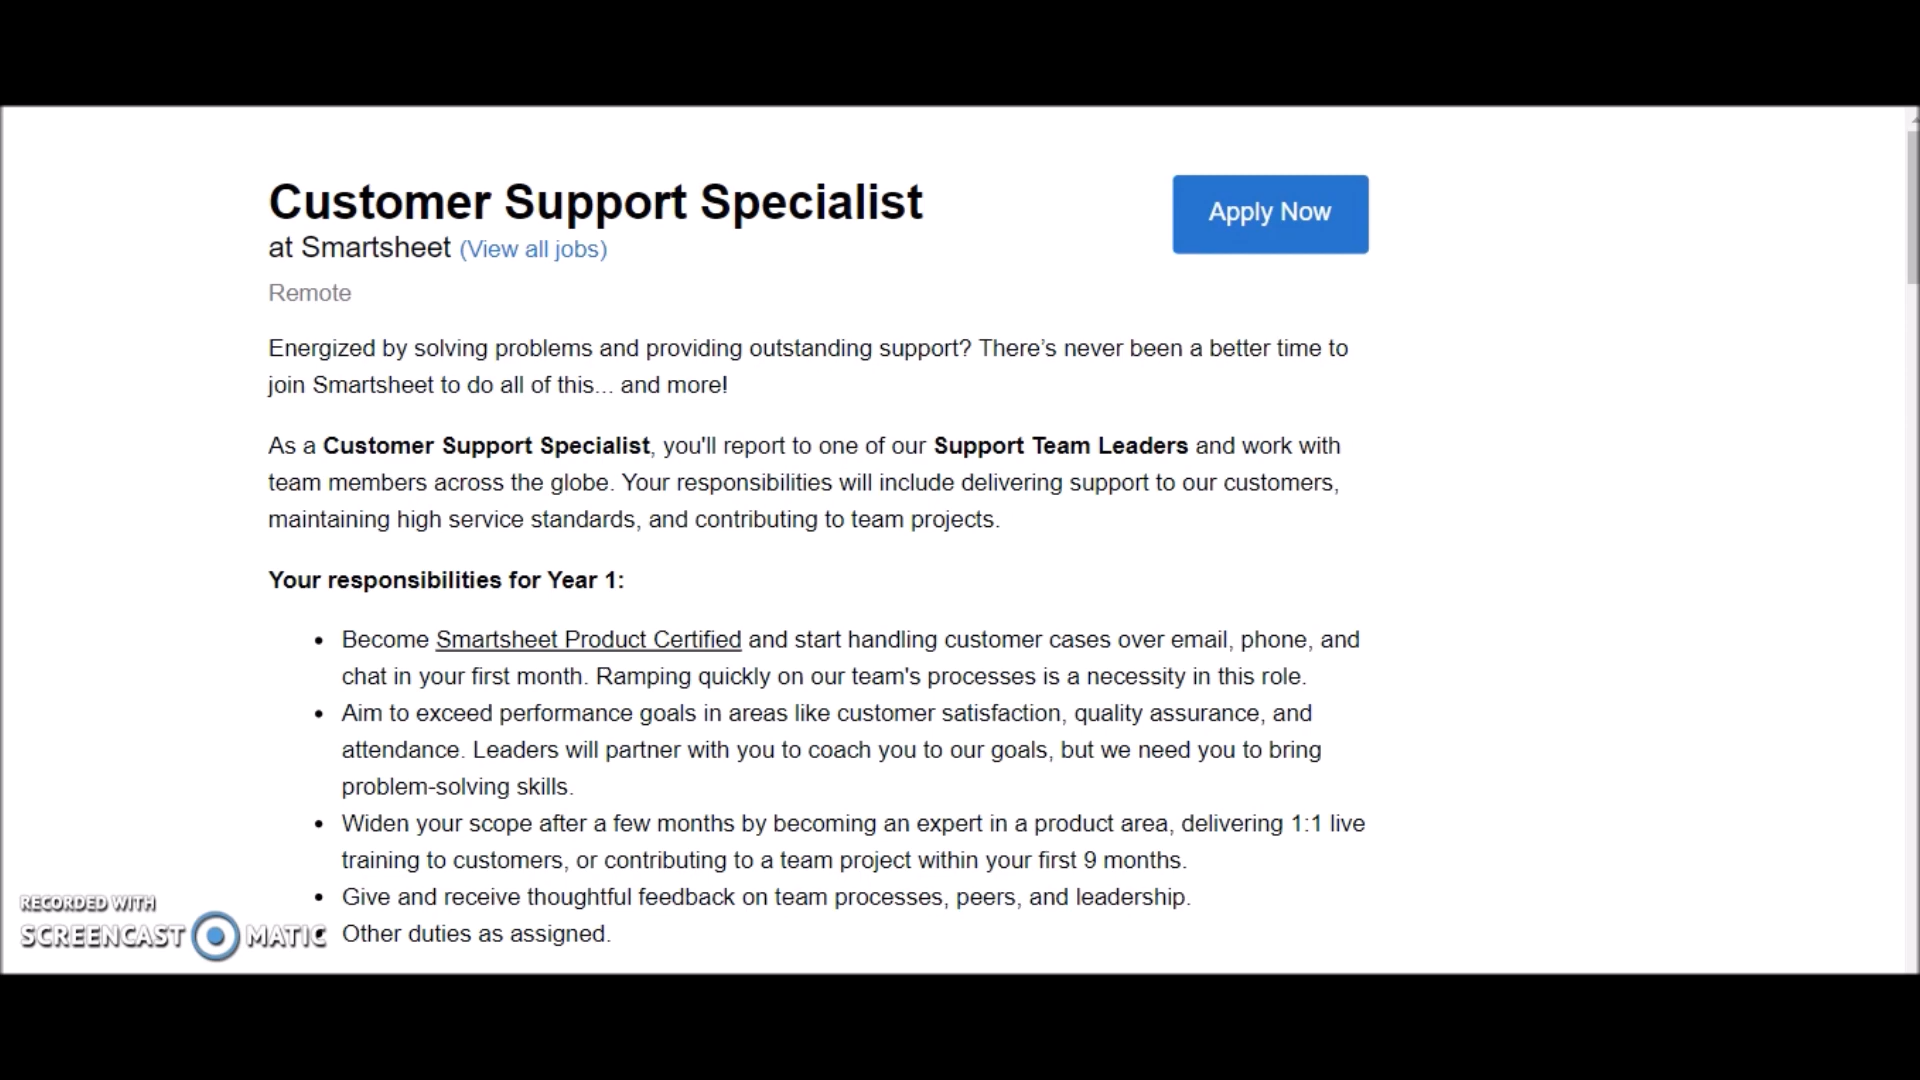 Customer Support Specialist
Apply Now
at Smartsheet (View all jobs)
Remote
Energized by solving problems and providing outstanding support? There’s never been a better time to
join Smartsheet to do all of this... and more!
As a Customer Support Specialist, you'll report to one of our Support Team Leaders and work with
team members across the globe. Your responsibilities will include delivering support to our customers,
maintaining high service standards, and contributing to team projects.
Your responsibilities for Year 1:
• Become Smartsheet Product Certified and start handling customer cases over email, phone, and
chat in your first month. Ramping quickly on our team's processes is a necessity in this role.
• Aim to exceed performance goals in areas like customer satisfaction, quality assurance, and
attendance. Leaders will partner with you to coach you to our goals, but we need you to bring
problem-solving skills.
• Widen your scope after a few months by becoming an expert in a product area, delivering 1:1 live
training to customers, or contributing to a team project within your first 9 months.
• Give and receive thoughtful feedback on team processes, peers, and leadership.
• Other duties as assigned.
RECORDED WITH
SCREENCAST MATIC